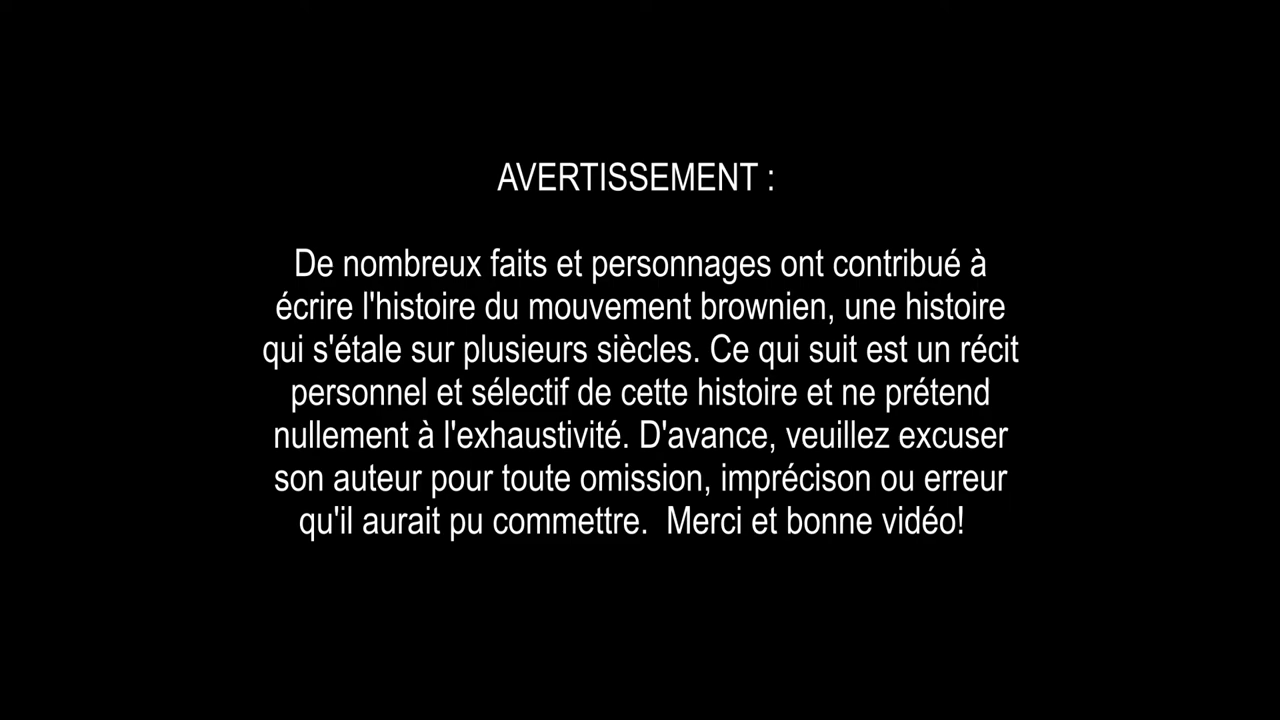 AVERTISSEMENT :
De nombreux faits et personnages ont contribué à
écrire l'histoire du mouvement brownien, une histoire
qui s'étale sur plusieurs siècles. Ce qui suit est un récit
personnel et sélectif de cette histoire et ne prétend
nullement à l'exhaustivité. D'avance, veuillez excuser
son auteur pour toute omission, imprécison ou erreur
qu'il aurait pu commettre.  Merci et bonne vidéo!